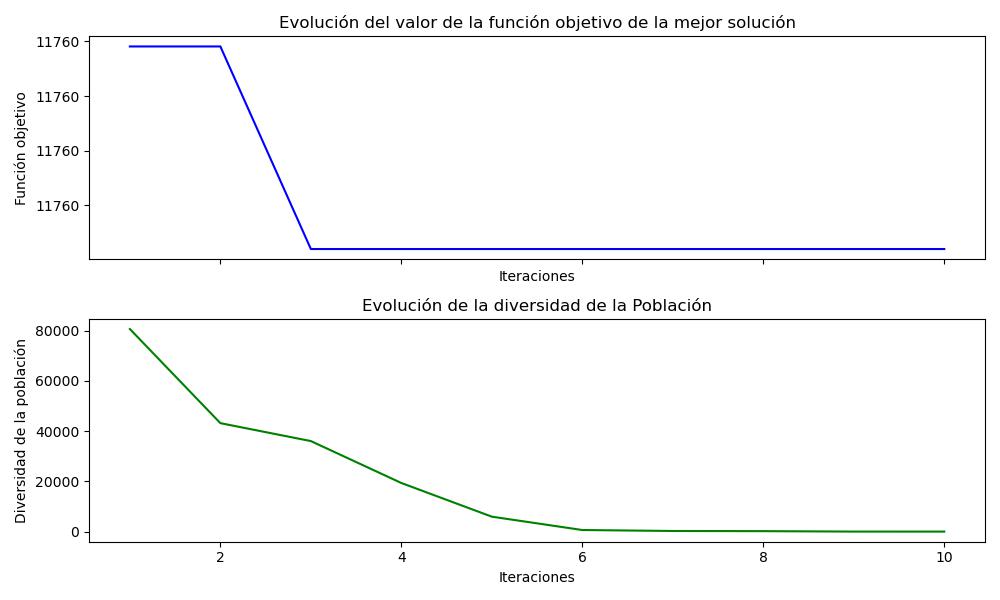 Evolución del valor de la función objetivo de la mejor solución
11760
11760
11760
11760
Función objetivo
Iteraciones
Evolución de la diversidad de la Población
80000
60000
40000
20000
0
Diversidad de la población
2 4 6 8 10
Iteraciones